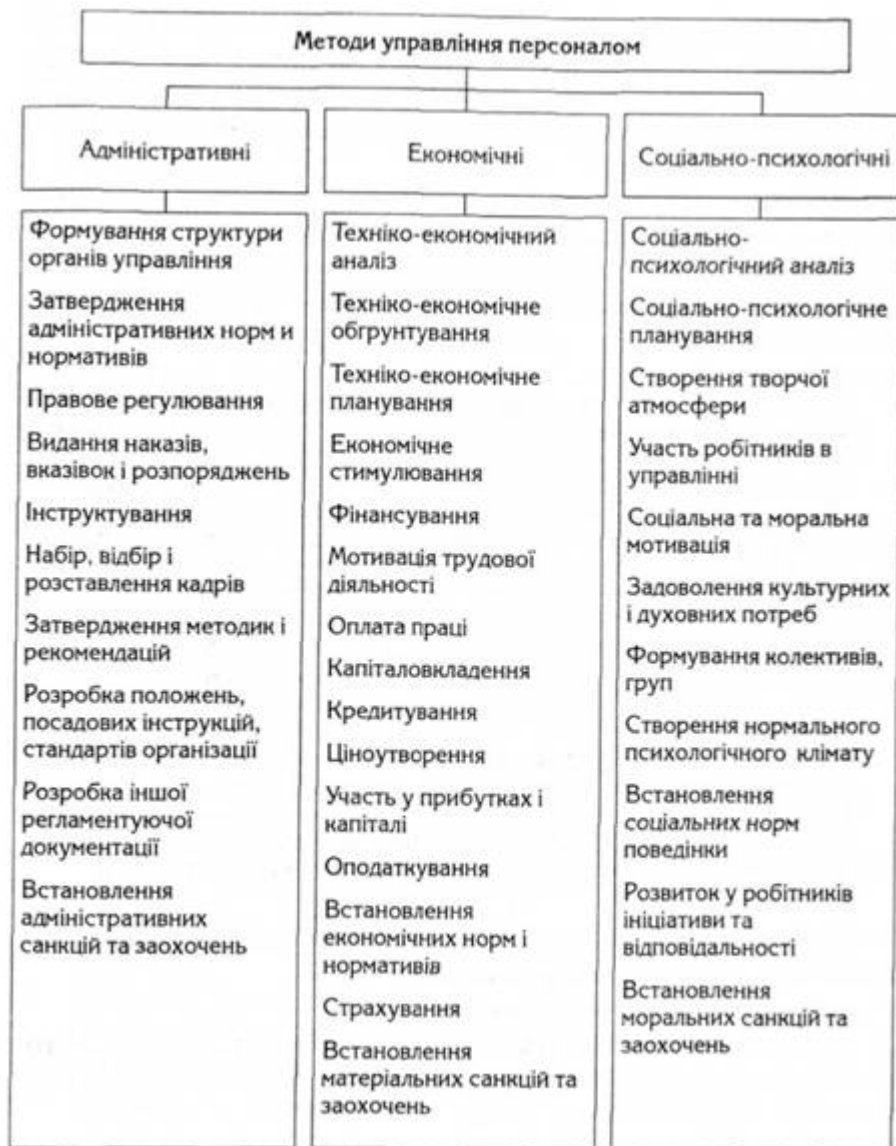 Методи управління персоналом
Адміністративні
Економічні
Соціально-психологічні
Формування структури
органів управління
Затвердження
адміністративних норм и
нормативів
Правове регулювання
Видання наказів,
вказівок і розпоряджень
Інструктування
Набір, відбір і
розставлення кадрів
Затвердження методик і
рекомендацій
Розробка положень,
посадових інструкцій,
стандартів організації
Розробка іншої
регламентуючої
документації
Встановлення
адміністративних
санкцій та заохочень
Техніко-економічний
аналіз
Техніко-економічне
обгрунтування
Техніко-економічне
планування
Економічне
стимулювання
Фінансування
Мотивація трудової
діяльності
Оплата праці
Капіталовкладення
Кредитування
Ціноутворення
Участь у прибутках і
капіталі
Оподаткування
Встановлення
економічних норм і
нормативів
Страхування
Встановлення
матеріальних санкцій та
заохочень
Соціально-
психологічний аналіз
Соціально-психологічне
планування
Створення творчої
атмосфери
Участь робітників в
управлінні
Соціальна та моральна
мотивація
Задоволення культурних
і духовних потреб
Формування колективів,
груп
Створення нормального
психологічного клімату
Встановлення
соціальних норм
поведінки
Розвиток у робітників
ініціативи та
відповідальності
Встановлення
моральних санкцій та
заохочень